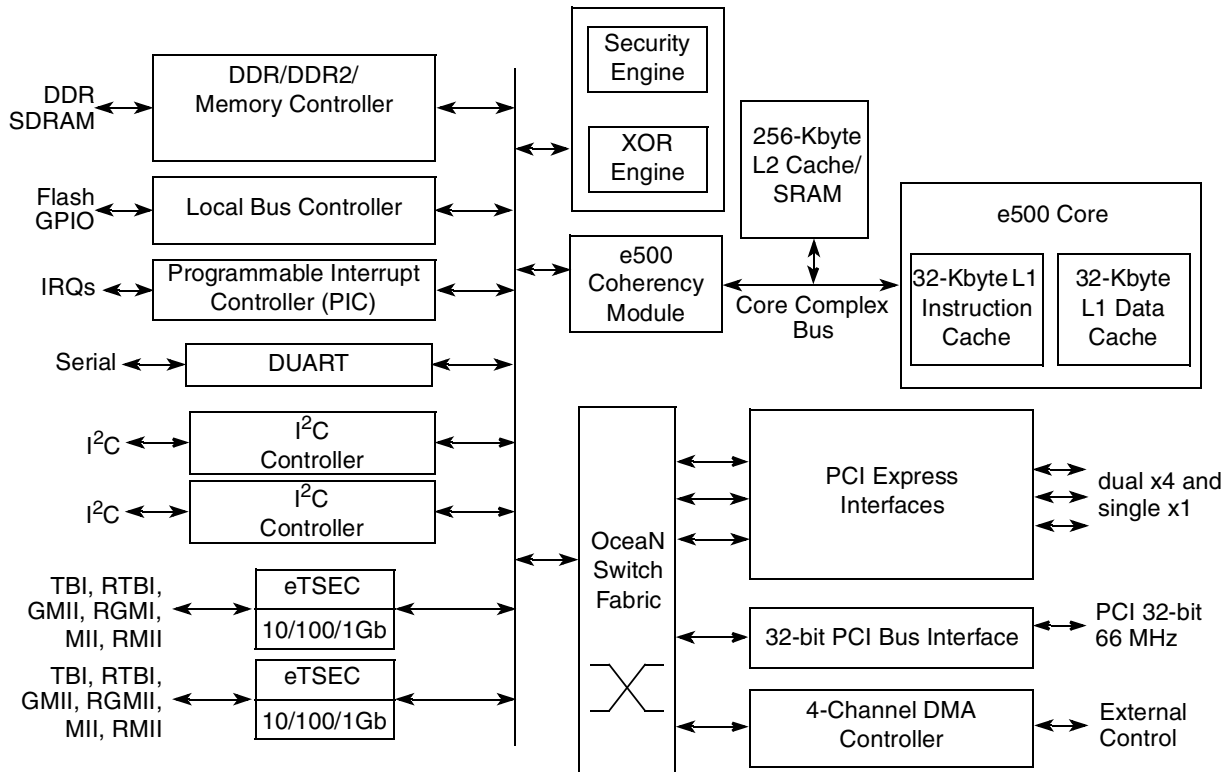 DDR
SDRAM
DDR/DDR2/
Memory Controller
Flash
GPIO
Local Bus Controller
IRQs
Programmable Interrupt
Controller (PIC)
Serial
DUART
I²C
I²C
Controller
I²C
I²C
Controller
TBI, RTBI,
GMII, RGMI,
MII, RMII
eTSEC
10/100/1Gb
TBI, RTBI,
GMII, RGMII,
MII, RMII
eTSEC
10/100/1Gb
Security
Engine
XOR
Engine
256-Kbyte
L2 Cache/
SRAM
e500
Coherency
Module
Core Complex
Bus
e500 Core
32-Kbyte L1
Instruction
Cache
32-Kbyte
L1 Data
Cache
OceaN
Switch
Fabric
PCI Express
Interfaces
dual x4 and
single x1
32-bit PCI Bus Interface
PCI 32-bit
66 MHz
4-Channel DMA
Controller
External
Control